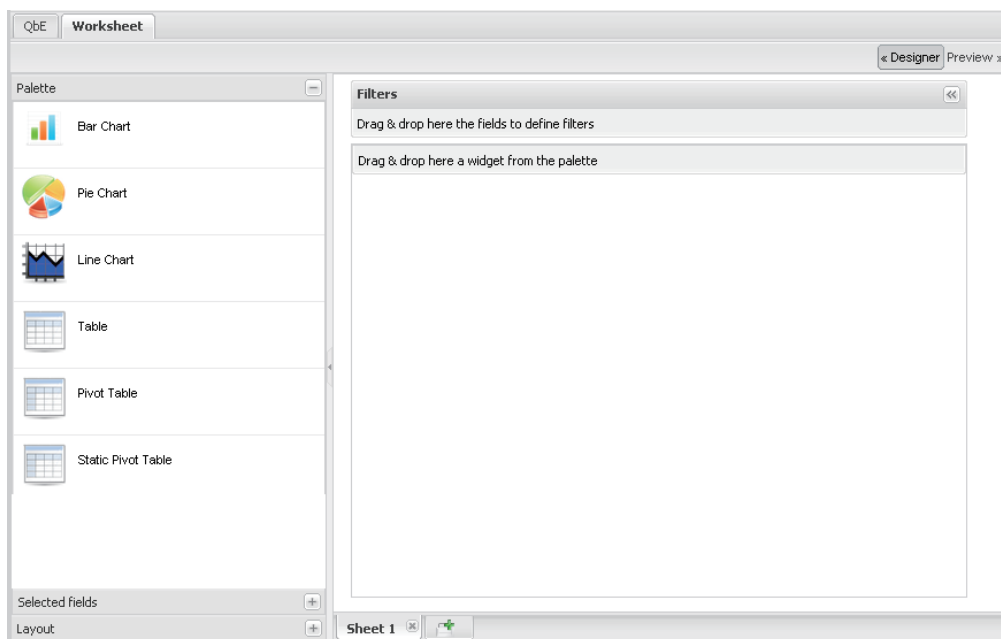 QbE Worksheet
« Designer Preview »
Palette
Filters
Bar Chart
Drag & drop here the fields to define filters
Drag & drop here a widget from the palette
Pie Chart
Line Chart
Table
Pivot Table
Static Pivot Table
Selected fields
Layout
Sheet 1